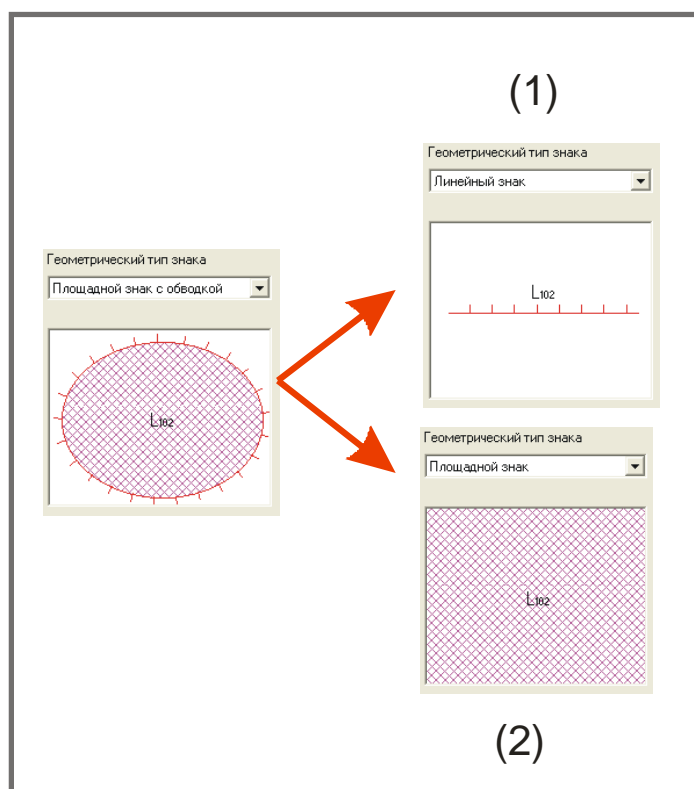 (1)
Геометрический тип знака
Линейный знак
L102
Геометрический тип знака
Площадной знак с обводкой
L102
Геометрический тип знака
Площадной знак
L102
(2)